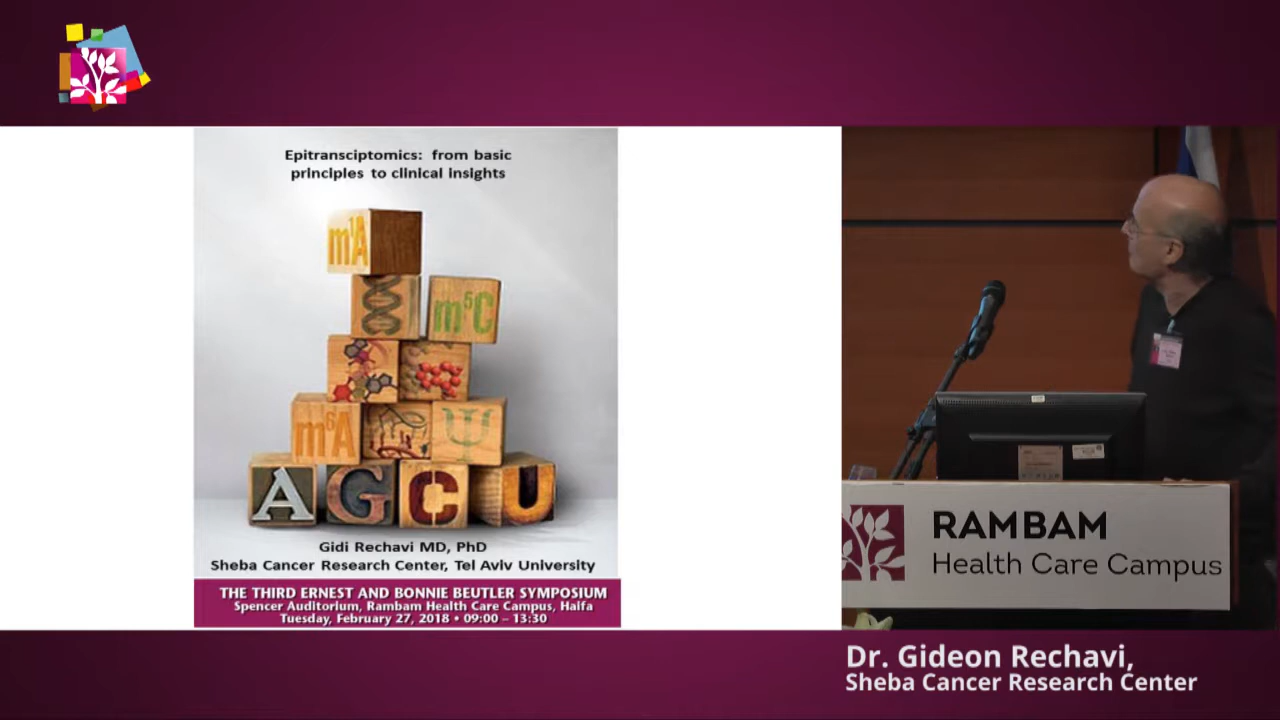 Epitransciptomics: from basic
principles to clinical insights
m¹A
m⁵C
m⁶A
Ψ
A G C U
Gidi Rechavi MD, PhD
Sheba Cancer Research Center, Tel Aviv University
THE THIRD ERNEST AND BONNIE BEUTLER SYMPOSIUM
Spencer Auditorium, Rambam Health Care Campus, Haifa
Tuesday, February 27, 2018 • 09:00 – 13:30
RAMBAM
Health Care Campus
Dr. Gideon Rechavi,
Sheba Cancer Research Center